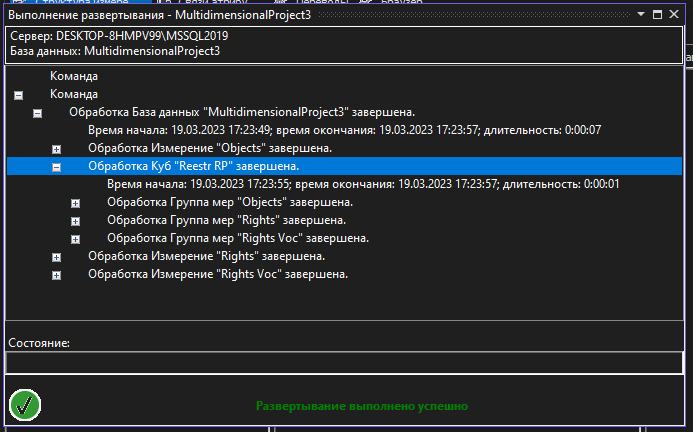 Выполнение развертывания - MultidimensionalProject3
Сервер: DESKTOP-8HMPV99\MSSQL2019
База данных: MultidimensionalProject3
Команда
Команда
Обработка База данных "MultidimensionalProject3" завершена.
Время начала: 19.03.2023 17:23:49; время окончания: 19.03.2023 17:23:57; длительность: 0:00:07
Обработка Измерение "Objects" завершена.
Обработка Куб "Reestr RP" завершена.
Время начала: 19.03.2023 17:23:55; время окончания: 19.03.2023 17:23:57; длительность: 0:00:01
Обработка Группа мер "Objects" завершена.
Обработка Группа мер "Rights" завершена.
Обработка Группа мер "Rights Voc" завершена.
Обработка Измерение "Rights" завершена.
Обработка Измерение "Rights Voc" завершена.
Состояние:
Развертывание выполнено успешно